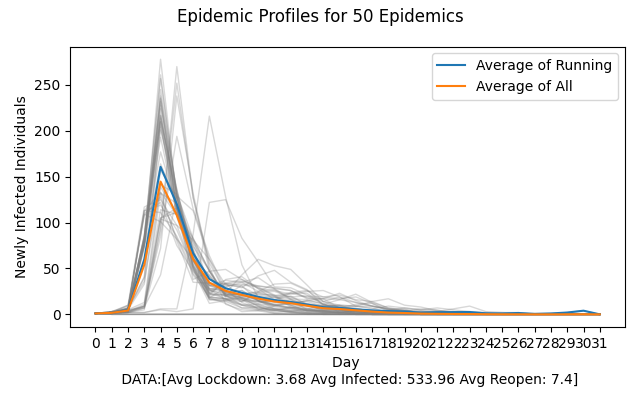 Epidemic Profiles for 50 Epidemics
Average of Running
Average of All
Newly Infected Individuals
250
200
150
100
50
0
0 1 2 3 4 5 6 7 8 9 10 11 12 13 14 15 16 17 18 19 20 21 22 23 24 25 26 27 28 29 30 31
Day
DATA:[Avg Lockdown: 3.68 Avg Infected: 533.96 Avg Reopen: 7.4]